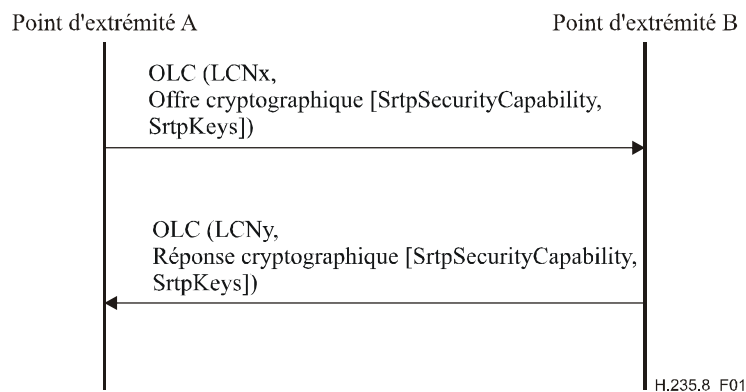 Point d'extrémité A
Point d'extrémité B
OLC (LCNx,
Offre cryptographique [SrtpSecurityCapability,
SrtpKeys])
OLC (LCNy,
Réponse cryptographique [SrtpSecurityCapability,
SrtpKeys])
H.235.8_F01